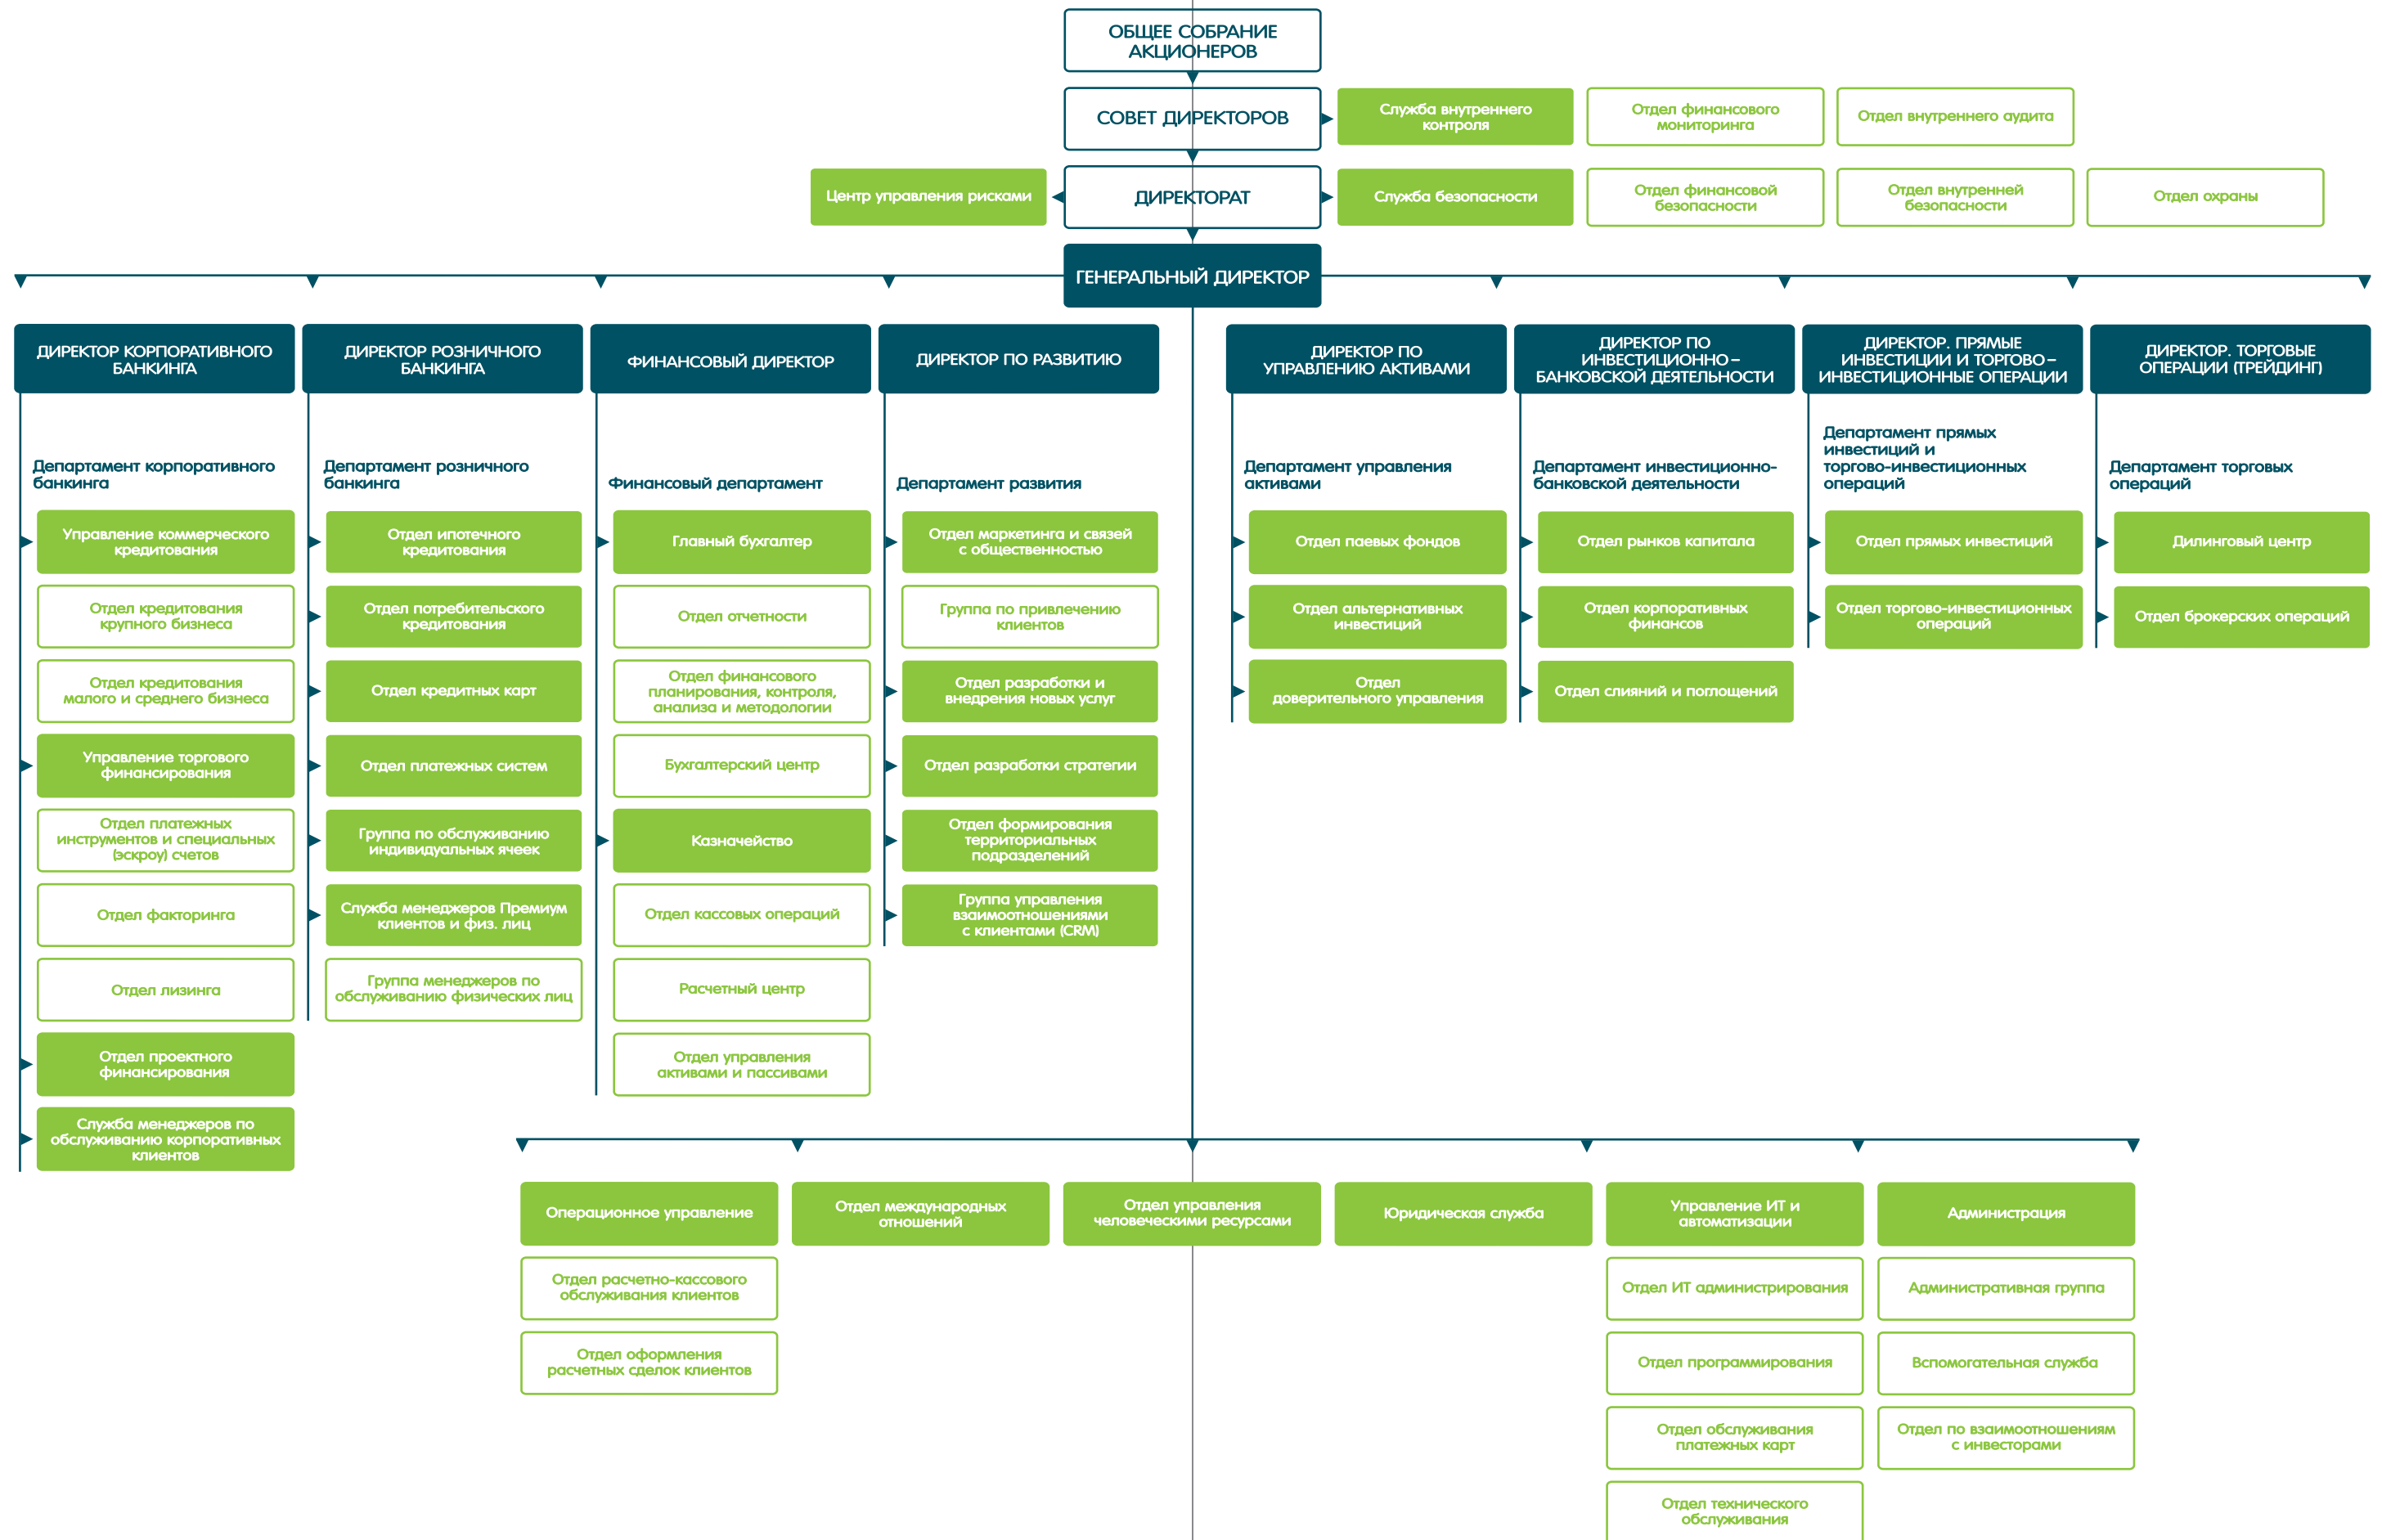 ОБЩЕЕ СОБРАНИЕ
АКЦИОНЕРОВ
СОВЕТ ДИРЕКТОРОВ
Служба внутреннего
контроля
Отдел финансового
мониторинга
Отдел внутреннего аудита
Центр управления рисками
ДИРЕКТОРАТ
Служба безопасности
Отдел финансовой
безопасности
Отдел внутренней
безопасности
Отдел охраны
ГЕНЕРАЛЬНЫЙ ДИРЕКТОР
ДИРЕКТОР КОРПОРАТИВНОГО
БАНКИНГА
Департамент корпоративного
банкинга
Управление коммерческого
кредитования
Отдел кредитования
крупного бизнеса
Отдел кредитования
малого и среднего бизнеса
Управление торгового
финансирования
Отдел платежных
инструментов и специальных
(эскроу) счетов
Отдел факторинга
Отдел лизинга
Отдел проектного
финансирования
Служба менеджеров по
обслуживанию корпоративных
клиентов
ДИРЕКТОР РОЗНИЧНОГО
БАНКИНГА
Департамент розничного
банкинга
Отдел ипотечного
кредитования
Отдел потребительского
кредитования
Отдел кредитных карт
Отдел платежных систем
Группа по обслуживанию
индивидуальных ячеек
Служба менеджеров Премиум
клиентов и физ. лиц
Группа менеджеров по
обслуживанию физических лиц
ФИНАНСОВЫЙ ДИРЕКТОР
Финансовый департамент
Главный бухгалтер
Отдел отчетности
Отдел финансового
планирования, контроля,
анализа и методологии
Бухгалтерский центр
Казначейство
Отдел кассовых операций
Расчетный центр
Отдел управления
активами и пассивами
ДИРЕКТОР ПО РАЗВИТИЮ
Департамент развития
Отдел маркетинга и связей
с общественностью
Группа по привлечению
клиентов
Отдел разработки и
внедрения новых услуг
Отдел разработки стратегии
Отдел формирования
территориальных
подразделений
Группа управления
взаимоотношениями
с клиентами (CRM)
ДИРЕКТОР ПО
УПРАВЛЕНИЮ АКТИВАМИ
Департамент управления
активами
Отдел паевых фондов
Отдел альтернативных
инвестиций
Отдел
доверительного управления
ДИРЕКТОР ПО
ИНВЕСТИЦИОННО –
БАНКОВСКОЙ ДЕЯТЕЛЬНОСТИ
Департамент инвестиционно-
банковской деятельности
Отдел рынков капитала
Отдел корпоративных
финансов
Отдел слияний и поглощений
ДИРЕКТОР. ПРЯМЫЕ
ИНВЕСТИЦИИ И ТОРГОВО –
ИНВЕСТИЦИОННЫЕ ОПЕРАЦИИ
Департамент прямых
инвестиций и
торгово-инвестиционных
операций
Отдел прямых инвестиций
Отдел торгово-инвестиционных
операций
ДИРЕКТОР. ТОРГОВЫЕ
ОПЕРАЦИИ (ТРЕЙДИНГ)
Департамент торговых
операций
Дилинговый центр
Отдел брокерских операций
Операционное управление
Отдел расчетно-кассового
обслуживания клиентов
Отдел оформления
расчетных сделок клиентов
Отдел международных
отношений
Отдел управления
человеческими ресурсами
Юридическая служба
Управление ИТ и
автоматизации
Отдел ИТ администрирования
Отдел программирования
Отдел обслуживания
платежных карт
Отдел технического
обслуживания
Администрация
Административная группа
Вспомогательная служба
Отдел по взаимоотношениям
с инвесторами